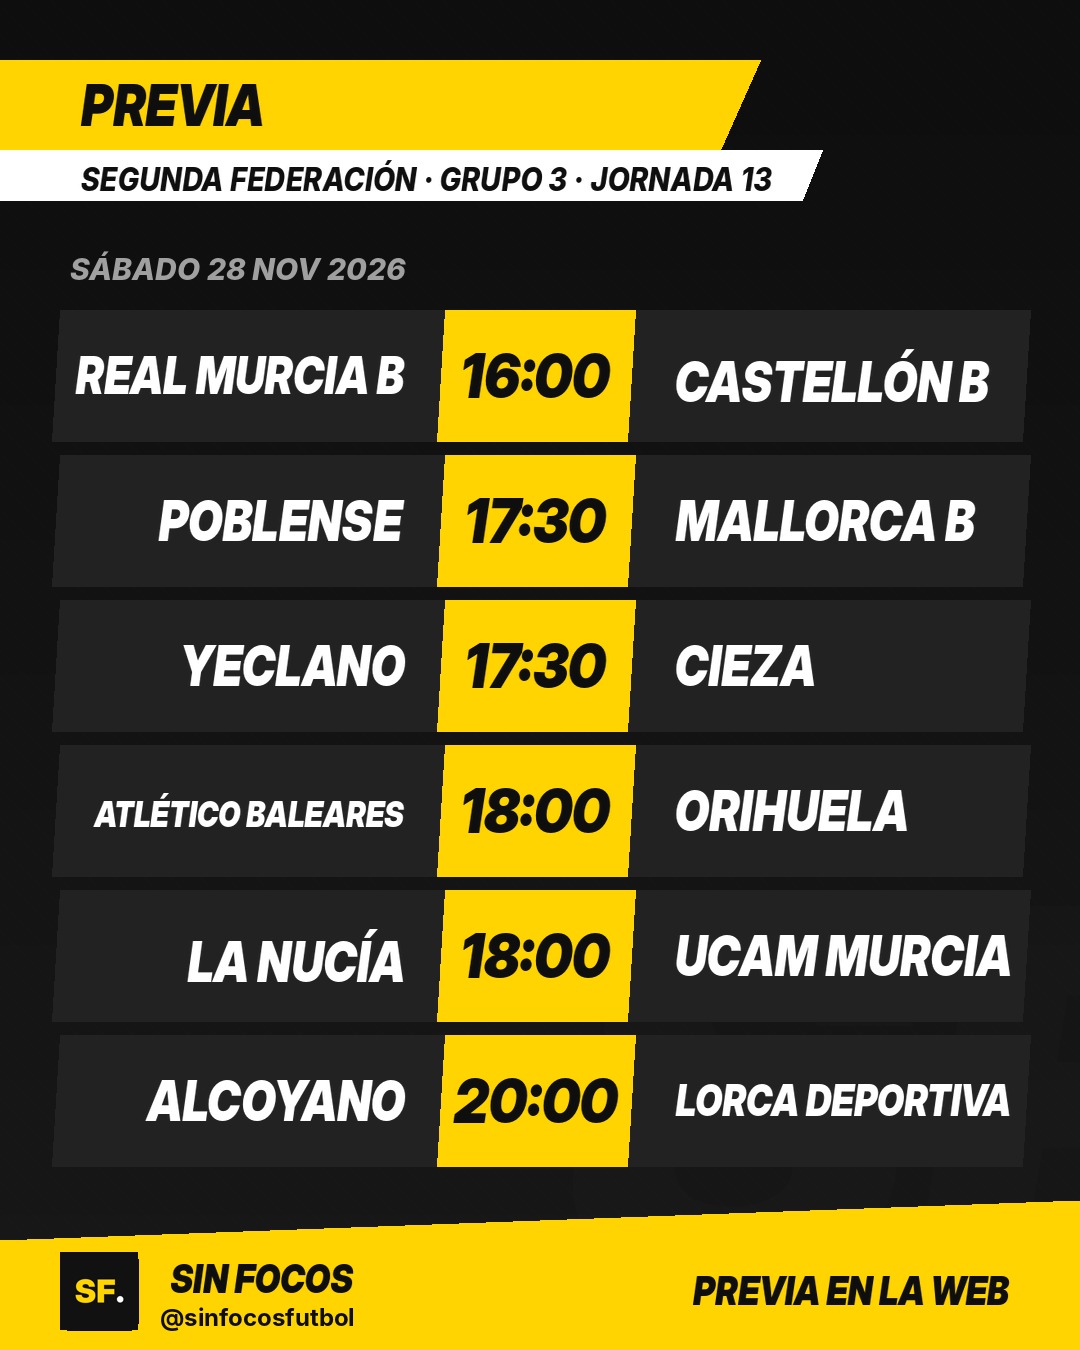 PREVIA
SEGUNDA FEDERACIÓN · GRUPO 3 · JORNADA 13
SÁBADO 28 NOV 2026
REAL MURCIA B 16:00 CASTELLÓN B
POBLENSE 17:30 MALLORCA B
YECLANO 17:30 CIEZA
ATLÉTICO BALEARES 18:00 ORIHUELA
LA NUCÍA 18:00 UCAM MURCIA
ALCOYANO 20:00 LORCA DEPORTIVA
SF. SIN FOCOS
@sinfocosfutbol
PREVIA EN LA WEB